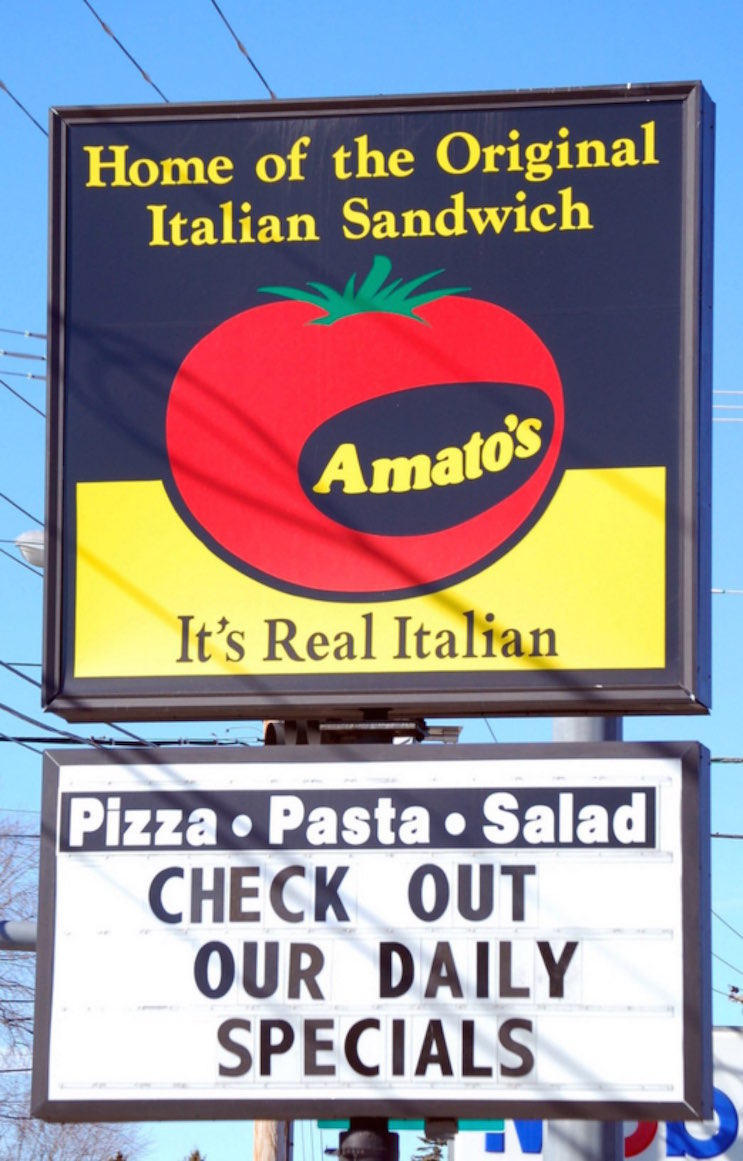 Home of the Original
Italian Sandwich
Amato's
It's Real Italian
Pizza • Pasta • Salad
CHECK OUT
OUR DAILY
SPECIALS